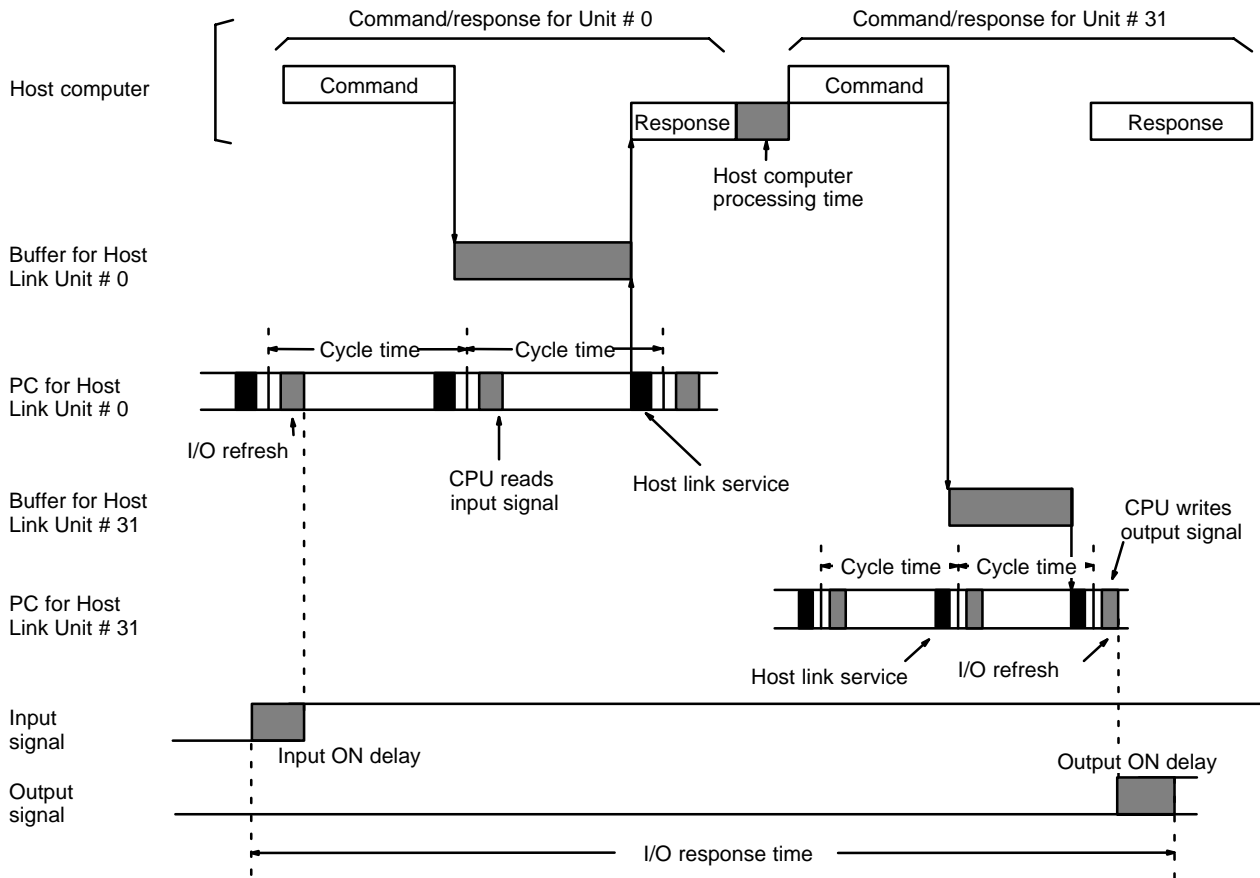 Command/response for Unit # 0
Command/response for Unit # 31
Host computer
Command
Command
Response
Response
Host computer
processing time
Buffer for Host
Link Unit # 0
Cycle time
Cycle time
PC for Host
Link Unit # 0
I/O refresh
CPU reads
input signal
Host link service
Buffer for Host
Link Unit # 31
CPU writes
output signal
Cycle time
Cycle time
PC for Host
Link Unit # 31
Host link service
I/O refresh
Input
signal
Input ON delay
Output ON delay
Output
signal
I/O response time